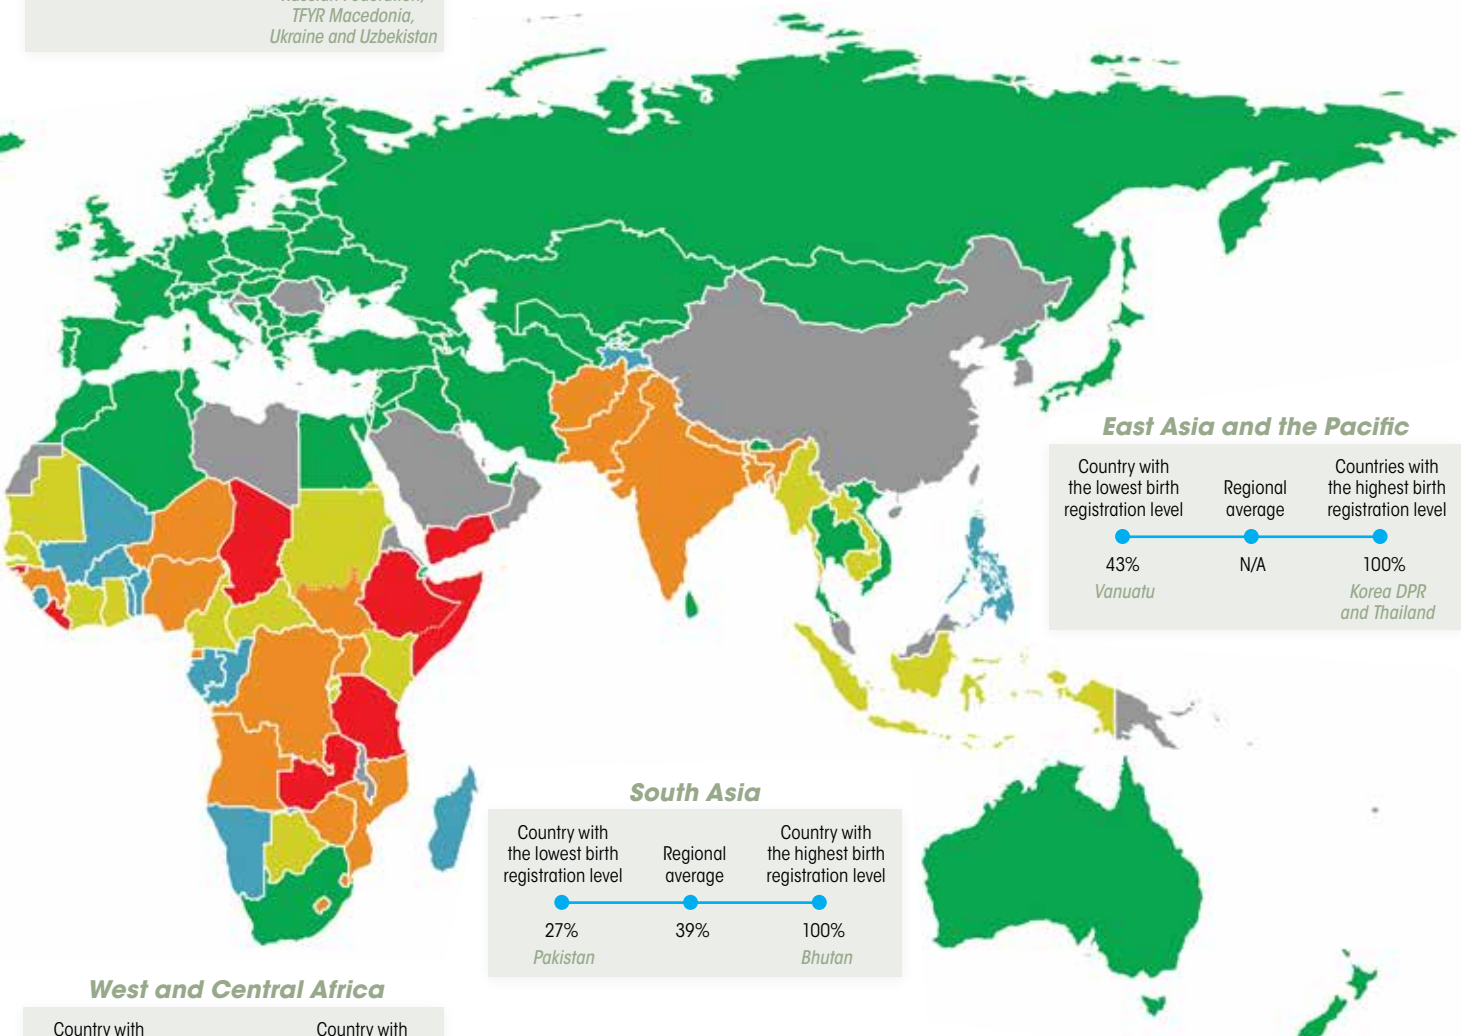 TFYR Macedonia,
Ukraine and Uzbekistan
East Asia and the Pacific
Country with
the lowest birth
registration level
Regional
average
Countries with
the highest birth
registration level
43%
N/A
100%
Vanuatu
Korea DPR
and Thailand
South Asia
Country with
the lowest birth
registration level
Regional
average
Country with
the highest birth
registration level
27%
39%
100%
Pakistan
Bhutan
West and Central Africa
Country with
Country with